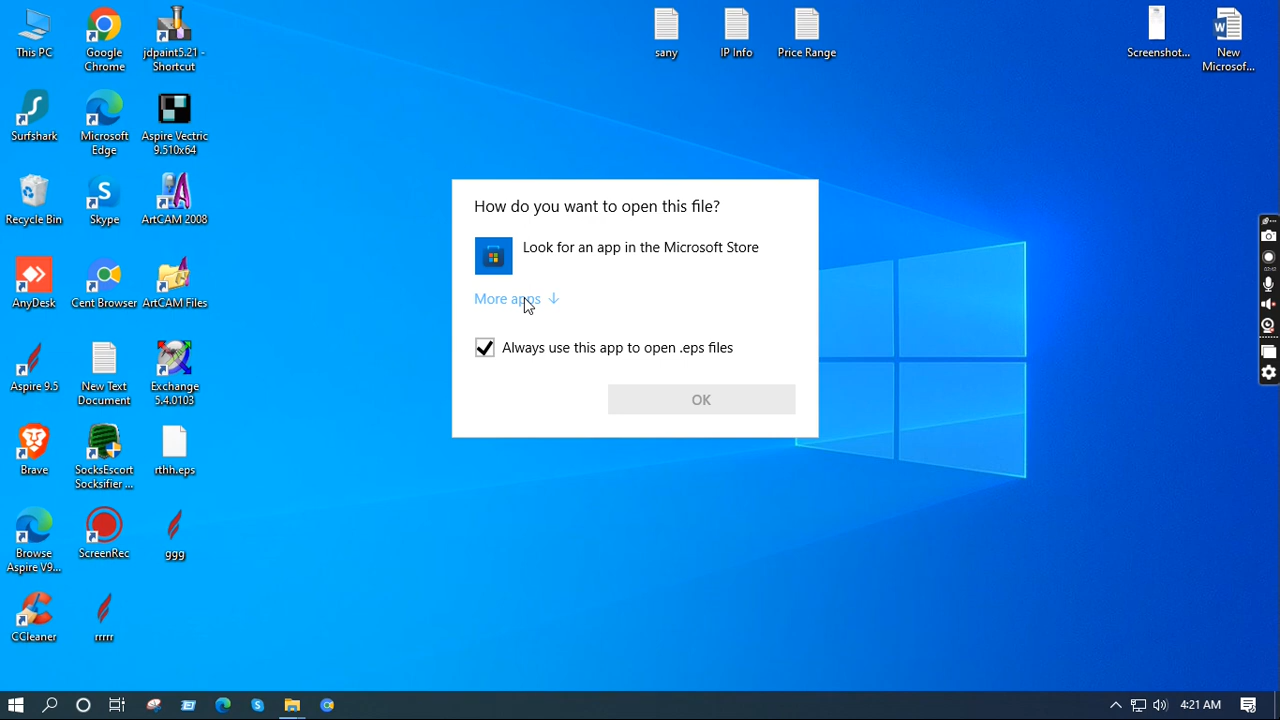 This PC
Google
Chrome
jdpaint5.21 -
Shortcut
sany
IP Info
Price Range
Screenshot...
New
Microsof...
Surfshark
Microsoft
Edge
Aspire Vectric
9.510x64
Recycle Bin
Skype
ArtCAM 2008
AnyDesk
Cent Browser
ArtCAM Files
Aspire 9.5
New Text
Document
Exchange
5.4.0103
Brave
SocksEscort
Socksifier ...
rthh.eps
Browse
Aspire V9...
ScreenRec
ggg
CCleaner
rrrrr
How do you want to open this file?
Look for an app in the Microsoft Store
More apps ↓
Always use this app to open .eps files
OK
4:21 AM